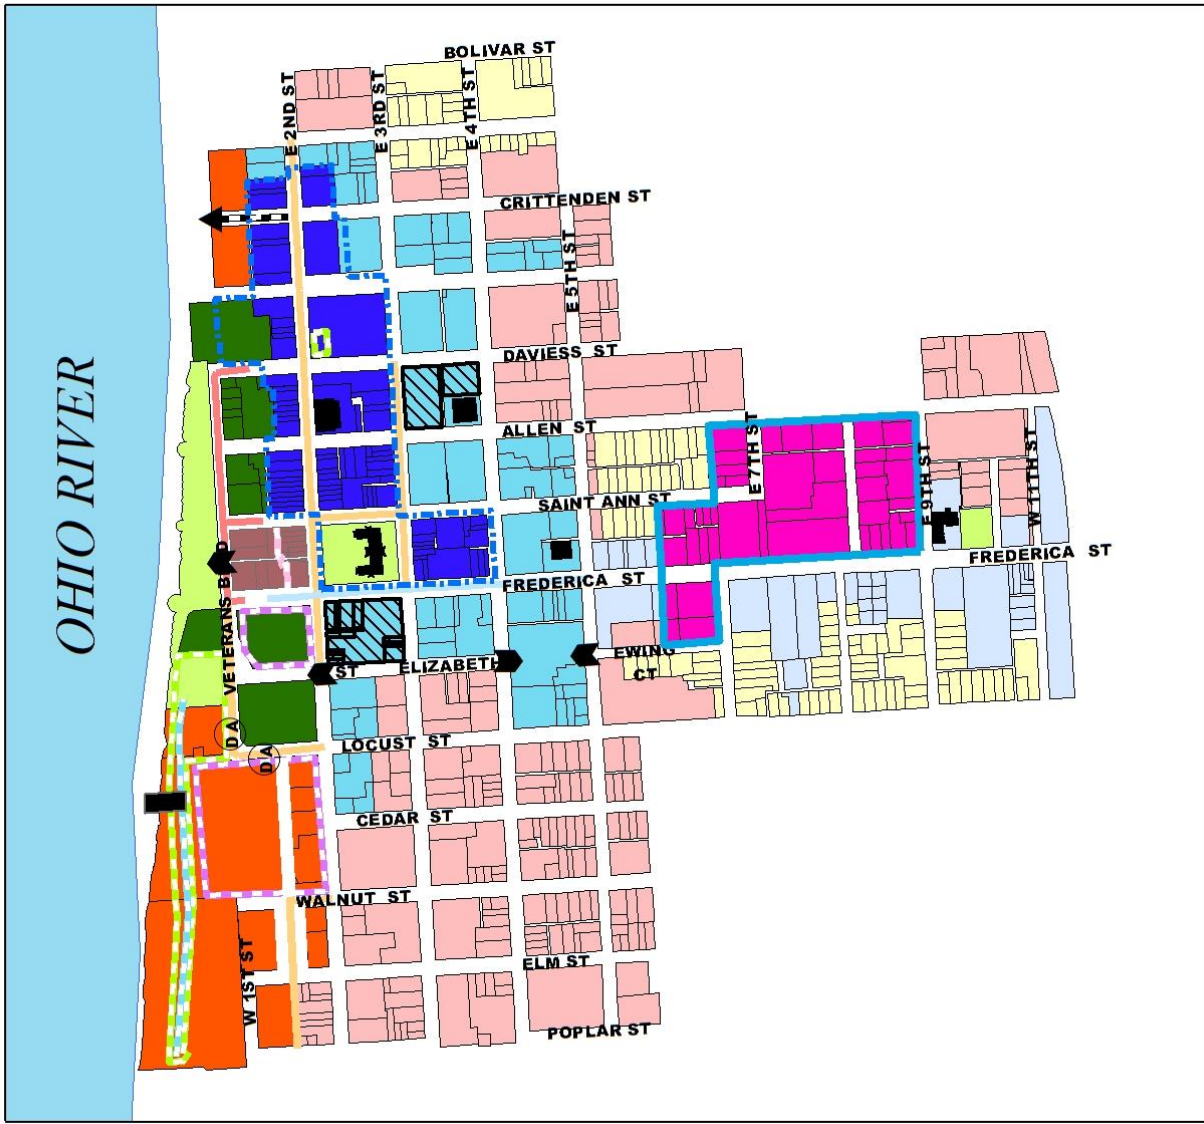 BOLIVAR ST
E 2ND ST
E 3RD ST
E 4TH ST
CRITTENDEN ST
E 5TH ST
DAVIESS ST
ALLEN ST
E 7TH ST
E 9TH ST
W 11TH ST
SAINT ANN ST
FREDERICA ST
FREDERICA ST
OHIO RIVER
VETERANS B D
ST
ELIZABETH
EWING
CT
D A
D A
LOCUST ST
CEDAR ST
WALNUT ST
W 1ST ST
ELM ST
POPLAR ST